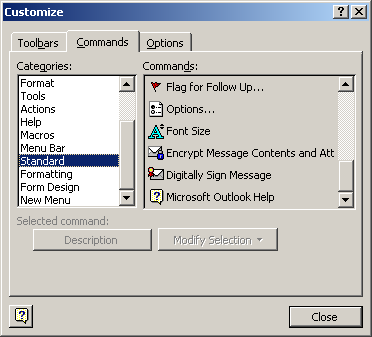 Customize
Toolbars Commands Options
Categories:
Format
Tools
Actions
Help
Macros
Menu Bar
Standard
Formatting
Form Design
New Menu
Commands:
Flag for Follow Up...
Options...
Font Size
Encrypt Message Contents and Att
Digitally Sign Message
Microsoft Outlook Help
Selected command:
Description Modify Selection
Close